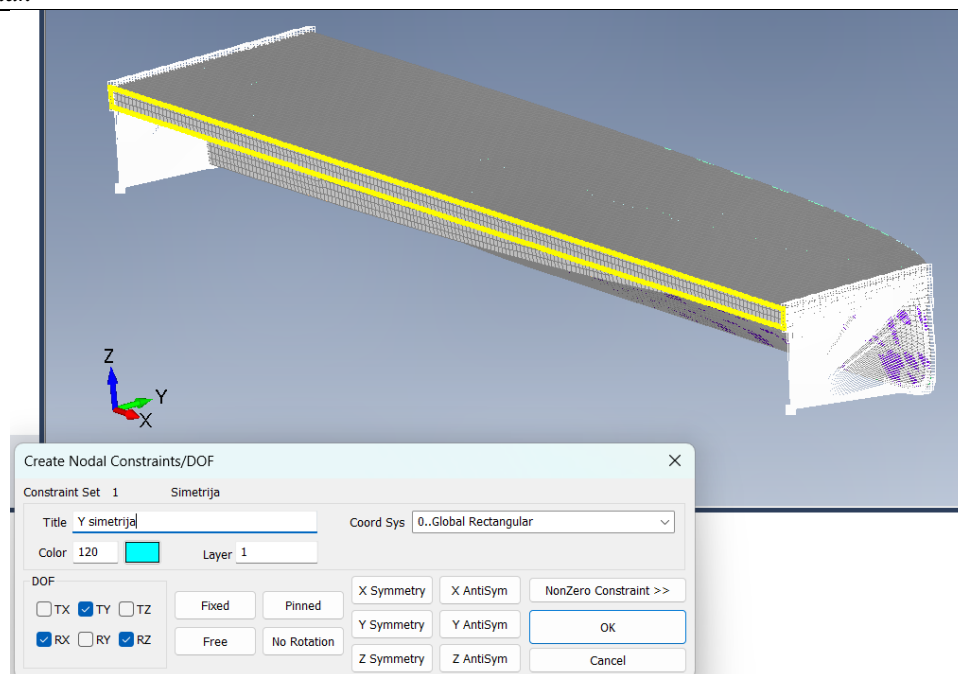 Z
Y
X
Create Nodal Constraints/DOF
Constraint Set 1 Simetrija
Title Y simetrija Coord Sys 0..Global Rectangular
Color 120 Layer 1
DOF
TX TY TZ
RX RY RZ
Fixed Pinned
Free No Rotation
X Symmetry X AntiSym NonZero Constraint >>
Y Symmetry Y AntiSym OK
Z Symmetry Z AntiSym Cancel